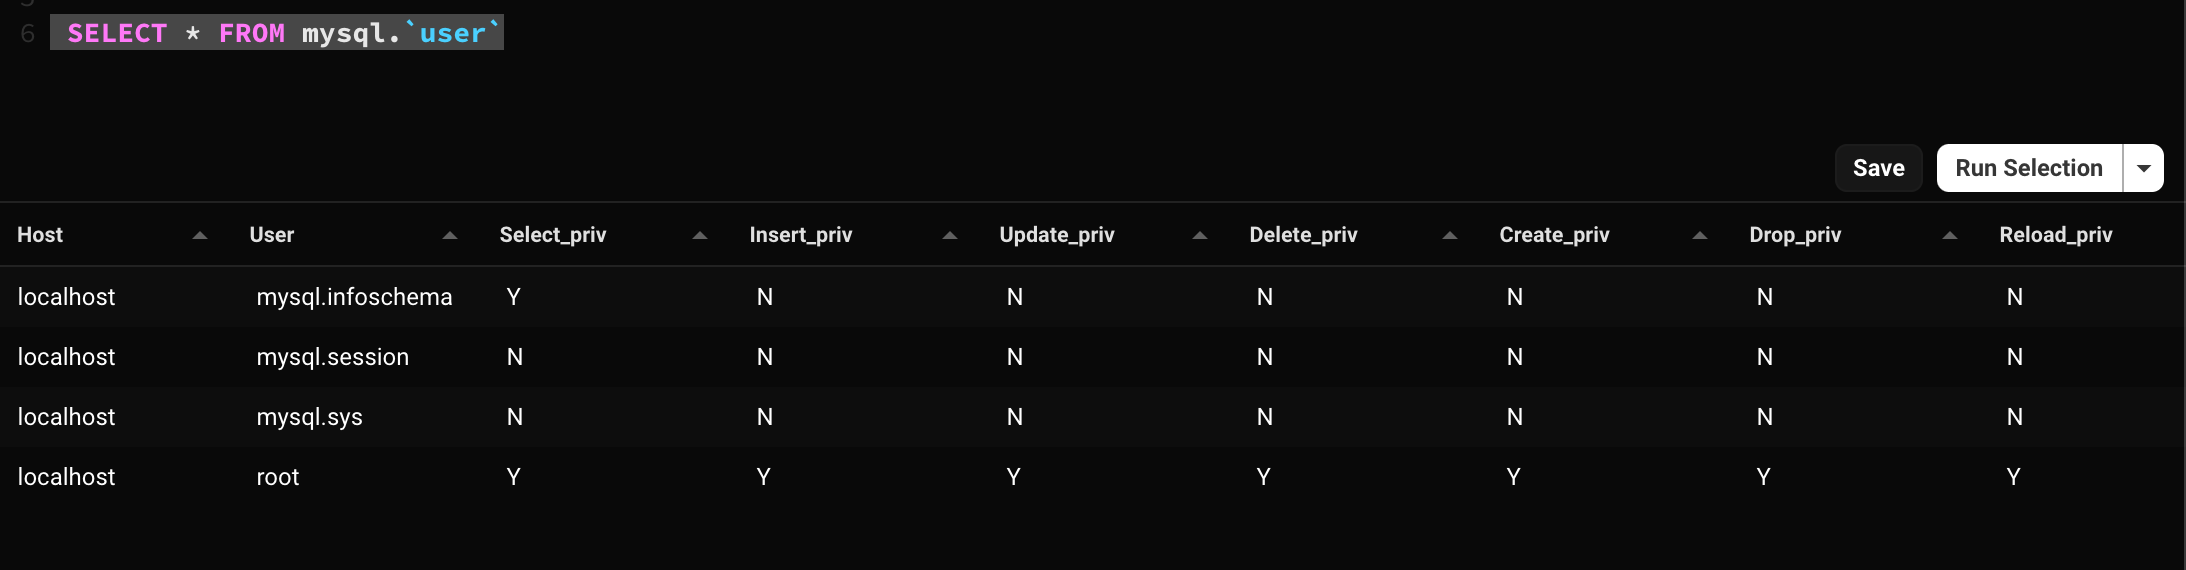 6 SELECT * FROM mysql.`user`
Save Run Selection
Host User Select_priv Insert_priv Update_priv Delete_priv Create_priv Drop_priv Reload_priv
localhost mysql.infoschema Y N N N N N N
localhost mysql.session N N N N N N N
localhost mysql.sys N N N N N N N
localhost root Y Y Y Y Y Y Y